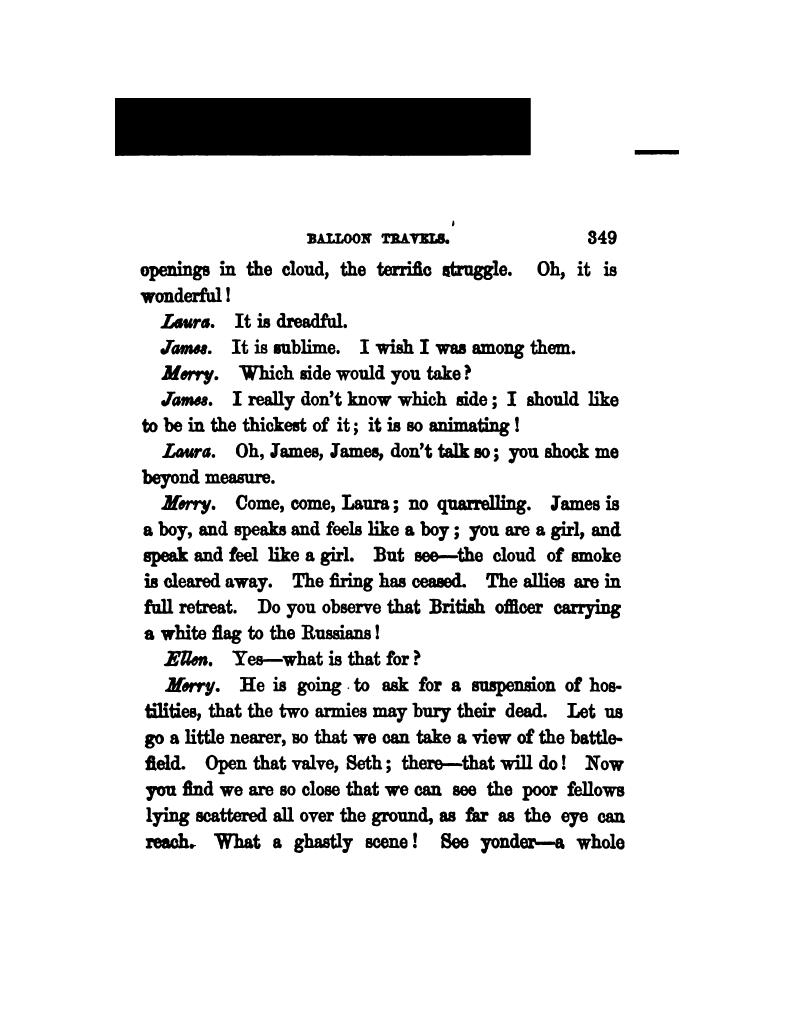 BALLOON TRAVELS. 349
openings in the cloud, the terrific struggle. Oh, it is
wonderful!
Laura. It is dreadful.
James. It is sublime. I wish I was among them.
Merry. Which side would you take?
James. I really don't know which side; I should like
to be in the thickest of it; it is so animating!
Laura. Oh, James, James, don't talk so; you shock me
beyond measure.
Merry. Come, come, Laura; no quarrelling. James is
a boy, and speaks and feels like a boy; you are a girl, and
speak and feel like a girl. But see—the cloud of smoke
is cleared away. The firing has ceased. The allies are in
full retreat. Do you observe that British officer carrying
a white flag to the Russians!
Ellen. Yes—what is that for?
Merry. He is going to ask for a suspension of hos-
tilities, that the two armies may bury their dead. Let us
go a little nearer, so that we can take a view of the battle-
field. Open that valve, Seth; there—that will do! Now
you find we are so close that we can see the poor fellows
lying scattered all over the ground, as far as the eye can
reach. What a ghastly scene! See yonder—a whole